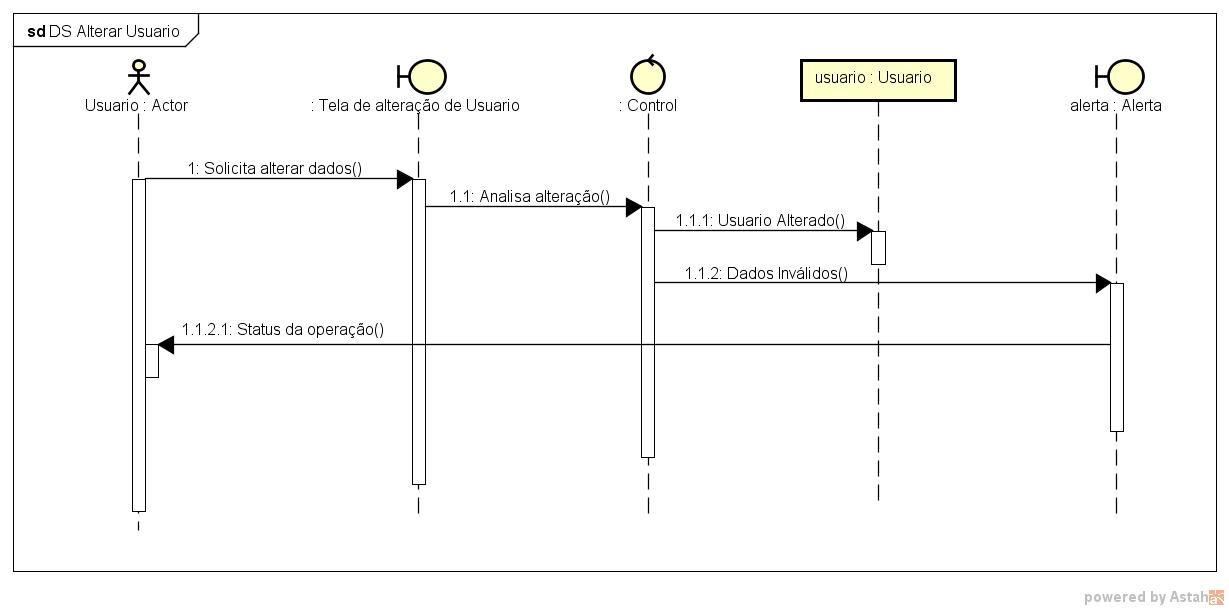 sd DS Alterar Usuario
Usuario : Actor
: Tela de alteração de Usuario
: Control
usuario : Usuario
alerta : Alerta
1: Solicita alterar dados()
1.1: Analisa alteração()
1.1.1: Usuario Alterado()
1.1.2: Dados Inválidos()
1.1.2.1: Status da operação()
powered by Astah